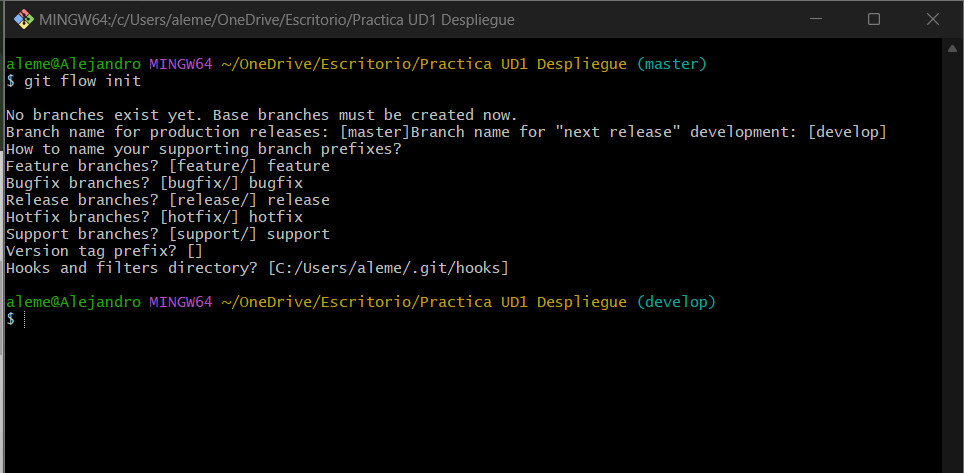 MINGW64:/c/Users/aleme/OneDrive/Escritorio/Practica UD1 Despliegue
aleme@Alejandro MINGW64 ~/OneDrive/Escritorio/Practica UD1 Despliegue (master)
$ git flow init
No branches exist yet. Base branches must be created now.
Branch name for production releases: [master]Branch name for "next release" development: [develop]
How to name your supporting branch prefixes?
Feature branches? [feature/] feature
Bugfix branches? [bugfix/] bugfix
Release branches? [release/] release
Hotfix branches? [hotfix/] hotfix
Support branches? [support/] support
Version tag prefix? []
Hooks and filters directory? [C:/Users/aleme/.git/hooks]
aleme@Alejandro MINGW64 ~/OneDrive/Escritorio/Practica UD1 Despliegue (develop)
$